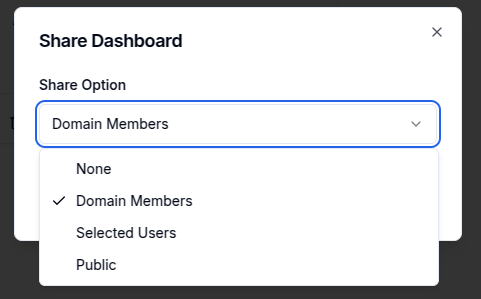 Share Dashboard
Share Option
Domain Members
None
Domain Members
Selected Users
Public